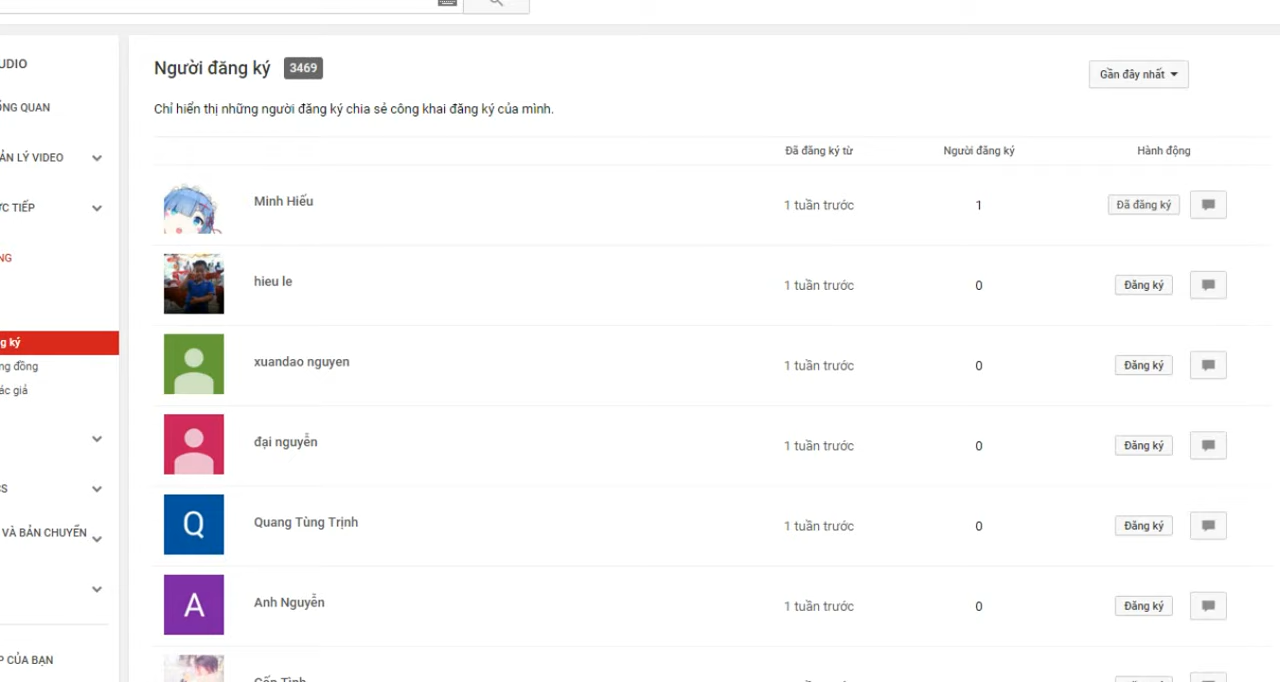 UDIO
ỔNG QUAN
ẢN LÝ VIDEO
ỰC TIẾP
NG
g ký
ng đồng
ác giả
CS
VÀ BẢN CHUYỂN
P CỦA BẠN
Người đăng ký 3469
Gần đây nhất
Chỉ hiển thị những người đăng ký chia sẻ công khai đăng ký của mình.
Đã đăng ký từ Người đăng ký Hành động
Minh Hiếu 1 tuần trước 1 Đã đăng ký
hieu le 1 tuần trước 0 Đăng ký
xuandao nguyen 1 tuần trước 0 Đăng ký
đại nguyễn 1 tuần trước 0 Đăng ký
Q Quang Tùng Trịnh 1 tuần trước 0 Đăng ký
A Anh Nguyễn 1 tuần trước 0 Đăng ký